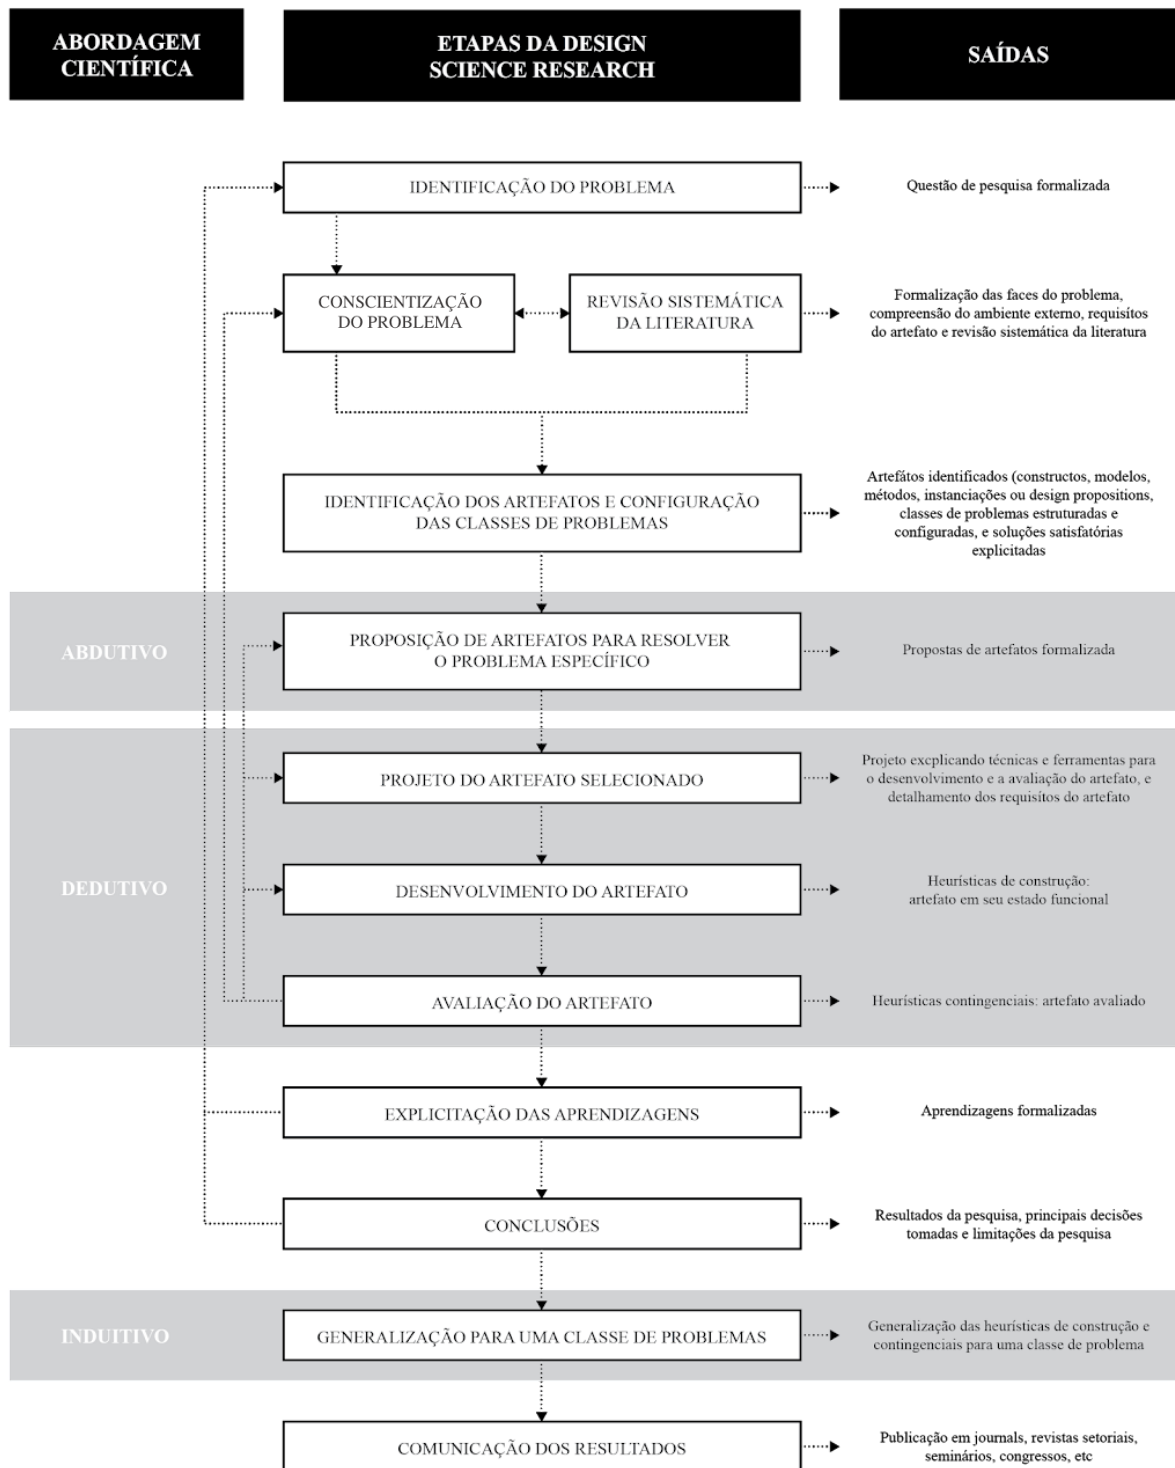 ABORDAGEM
CIENTÍFICA
ETAPAS DA DESIGN
SCIENCE RESEARCH
SAÍDAS
IDENTIFICAÇÃO DO PROBLEMA
Questão de pesquisa formalizada
CONSCIENTIZAÇÃO
DO PROBLEMA
REVISÃO SISTEMÁTICA
DA LITERATURA
Formalização das faces do problema,
compreensão do ambiente externo, requisítos
do artefato e revisão sistemática da literatura
IDENTIFICAÇÃO DOS ARTEFATOS E CONFIGURAÇÃO
DAS CLASSES DE PROBLEMAS
Artefátos identificados (constructos, modelos,
métodos, instanciações ou design propositions,
classes de problemas estruturadas e
configuradas, e soluções satisfatórias
explicitadas
ABDUTIVO
PROPOSIÇÃO DE ARTEFATOS PARA RESOLVER
O PROBLEMA ESPECÍFICO
Propostas de artefatos formalizada
PROJETO DO ARTEFATO SELECIONADO
Projeto excplicando técnicas e ferramentas para
o desenvolvimento e a avaliação do artefato, e
detalhamento dos requisítos do artefato
DEDUTIVO
DESENVOLVIMENTO DO ARTEFATO
Heurísticas de construção:
artefato em seu estado funcional
AVALIAÇÃO DO ARTEFATO
Heurísticas contingenciais: artefato avaliado
EXPLICITAÇÃO DAS APRENDIZAGENS
Aprendizagens formalizadas
CONCLUSÕES
Resultados da pesquisa, principais decisões
tomadas e limitações da pesquisa
INDUITIVO
GENERALIZAÇÃO PARA UMA CLASSE DE PROBLEMAS
Generalização das heurísticas de construção e
contingenciais para uma classe de problema
COMUNICAÇÃO DOS RESULTADOS
Publicação em journals, revistas setoriais,
seminários, congressos, etc